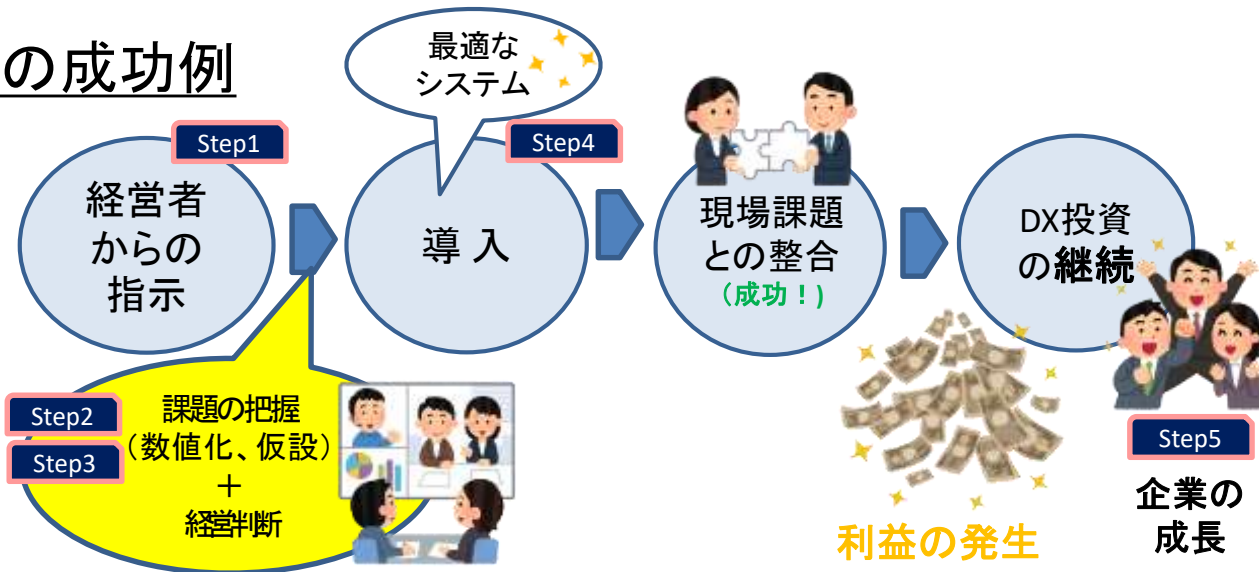 の成功例
最適な
システム
Step1
経営者
からの
指示
Step4
導 入
現場課題
との整合
（成功！)
DX投資
の継続
Step2
Step3
課題の把握
（数値化、仮設）
＋
経営判断
利益の発生
Step5
企業の
成長